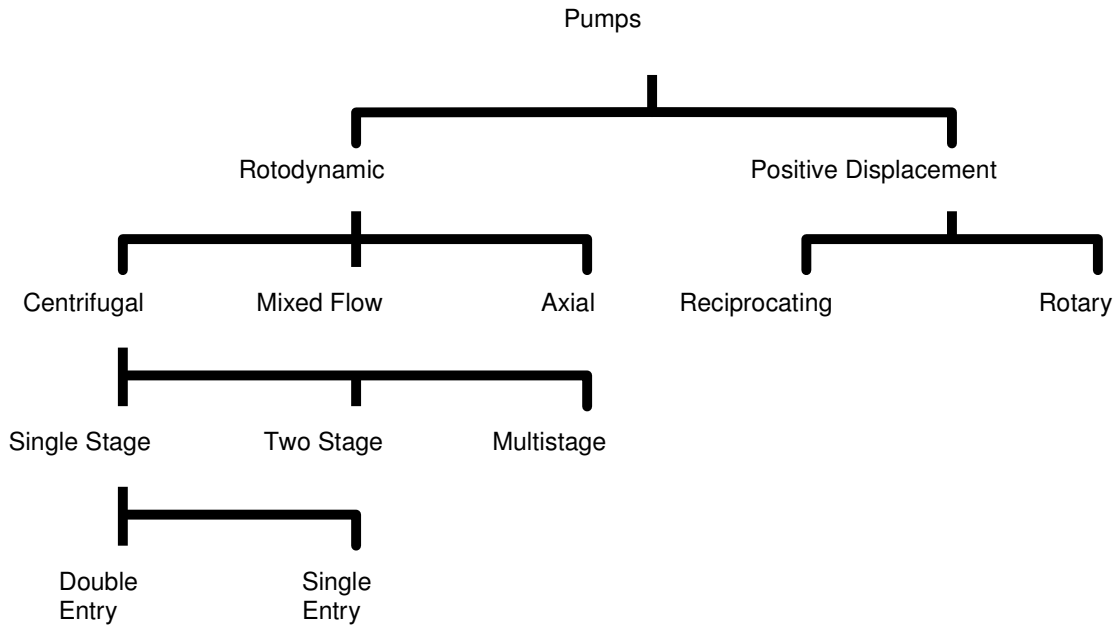 Pumps
Rotodynamic
Positive Displacement
Centrifugal
Mixed Flow
Axial
Reciprocating
Rotary
Single Stage
Two Stage
Multistage
Double
Entry
Single
Entry